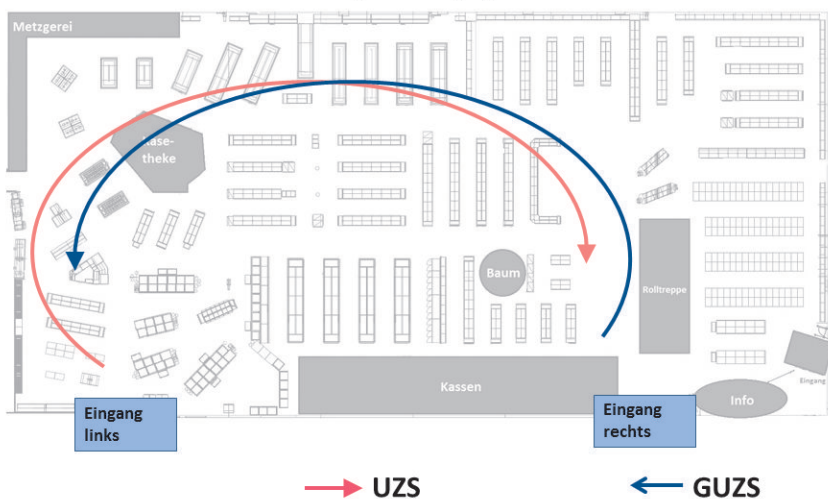 Metzgerei
Käse-
theke
Baum
Rolltreppe
Kassen
Info
Eingang
Eingang
links
Eingang
rechts
UZS
GUZS